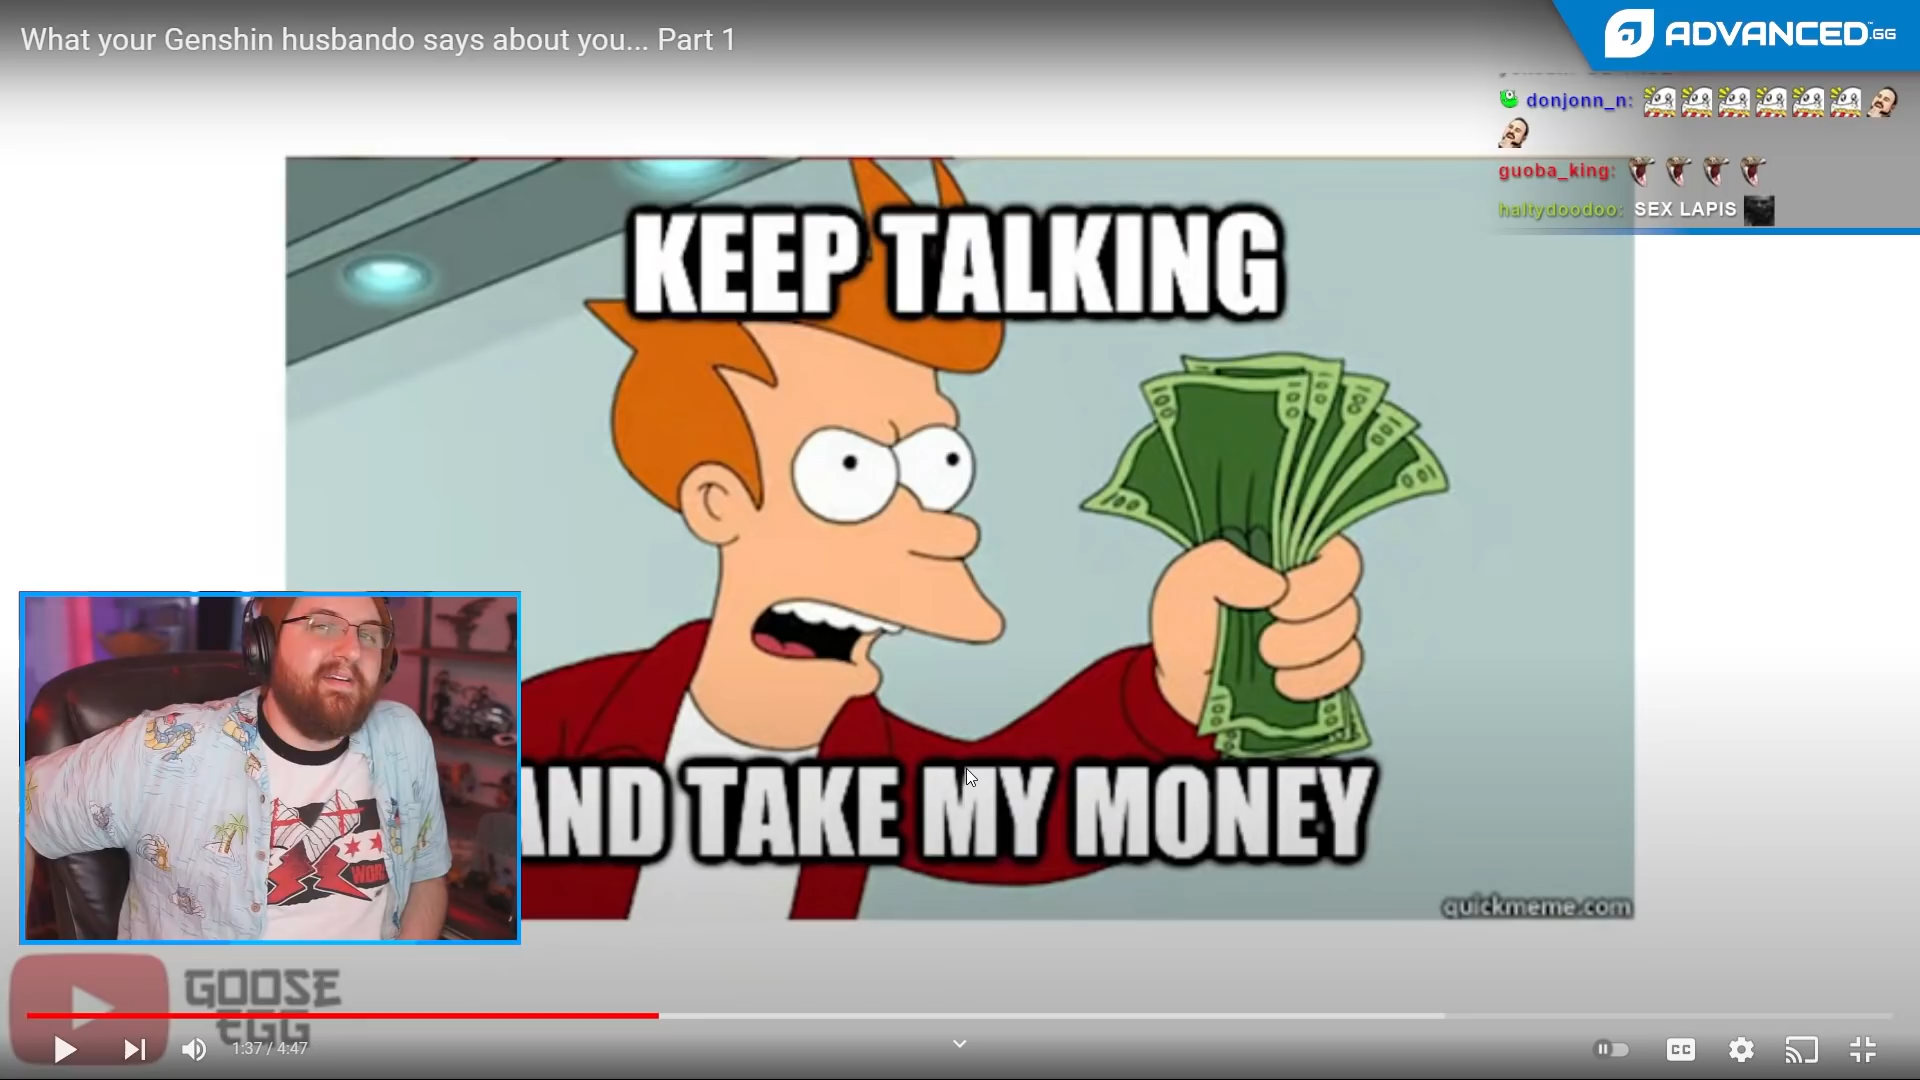 What your Genshin husbando says about you... Part 1
ADVANCED.GG
donjonn_n:
guoba_king:
haltydoodoo: SEX LAPIS
KEEP TALKING
AND TAKE MY MONEY
quickmeme.com
GOOSE
EGG
1:37 / 4:47
CC